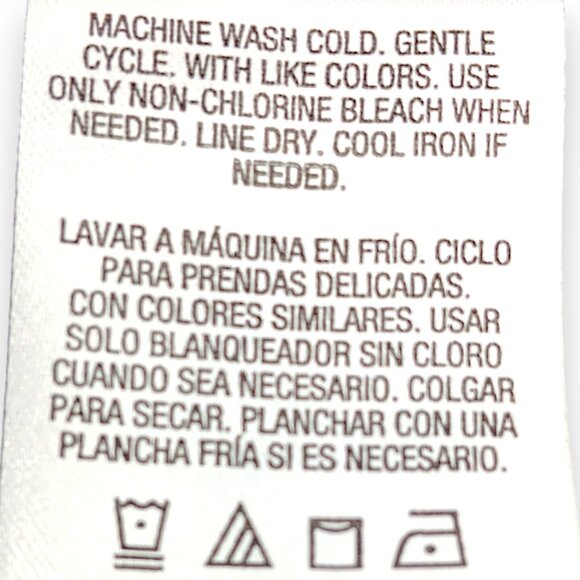 MACHINE WASH COLD. GENTLE
CYCLE. WITH LIKE COLORS. USE
ONLY NON-CHLORINE BLEACH WHEN
NEEDED. LINE DRY. COOL IRON IF
NEEDED.
LAVAR A MÁQUINA EN FRÍO. CICLO
PARA PRENDAS DELICADAS.
CON COLORES SIMILARES. USAR
SOLO BLANQUEADOR SIN CLORO
CUANDO SEA NECESARIO. COLGAR
PARA SECAR. PLANCHAR CON UNA
PLANCHA FRÍA SI ES NECESARIO.